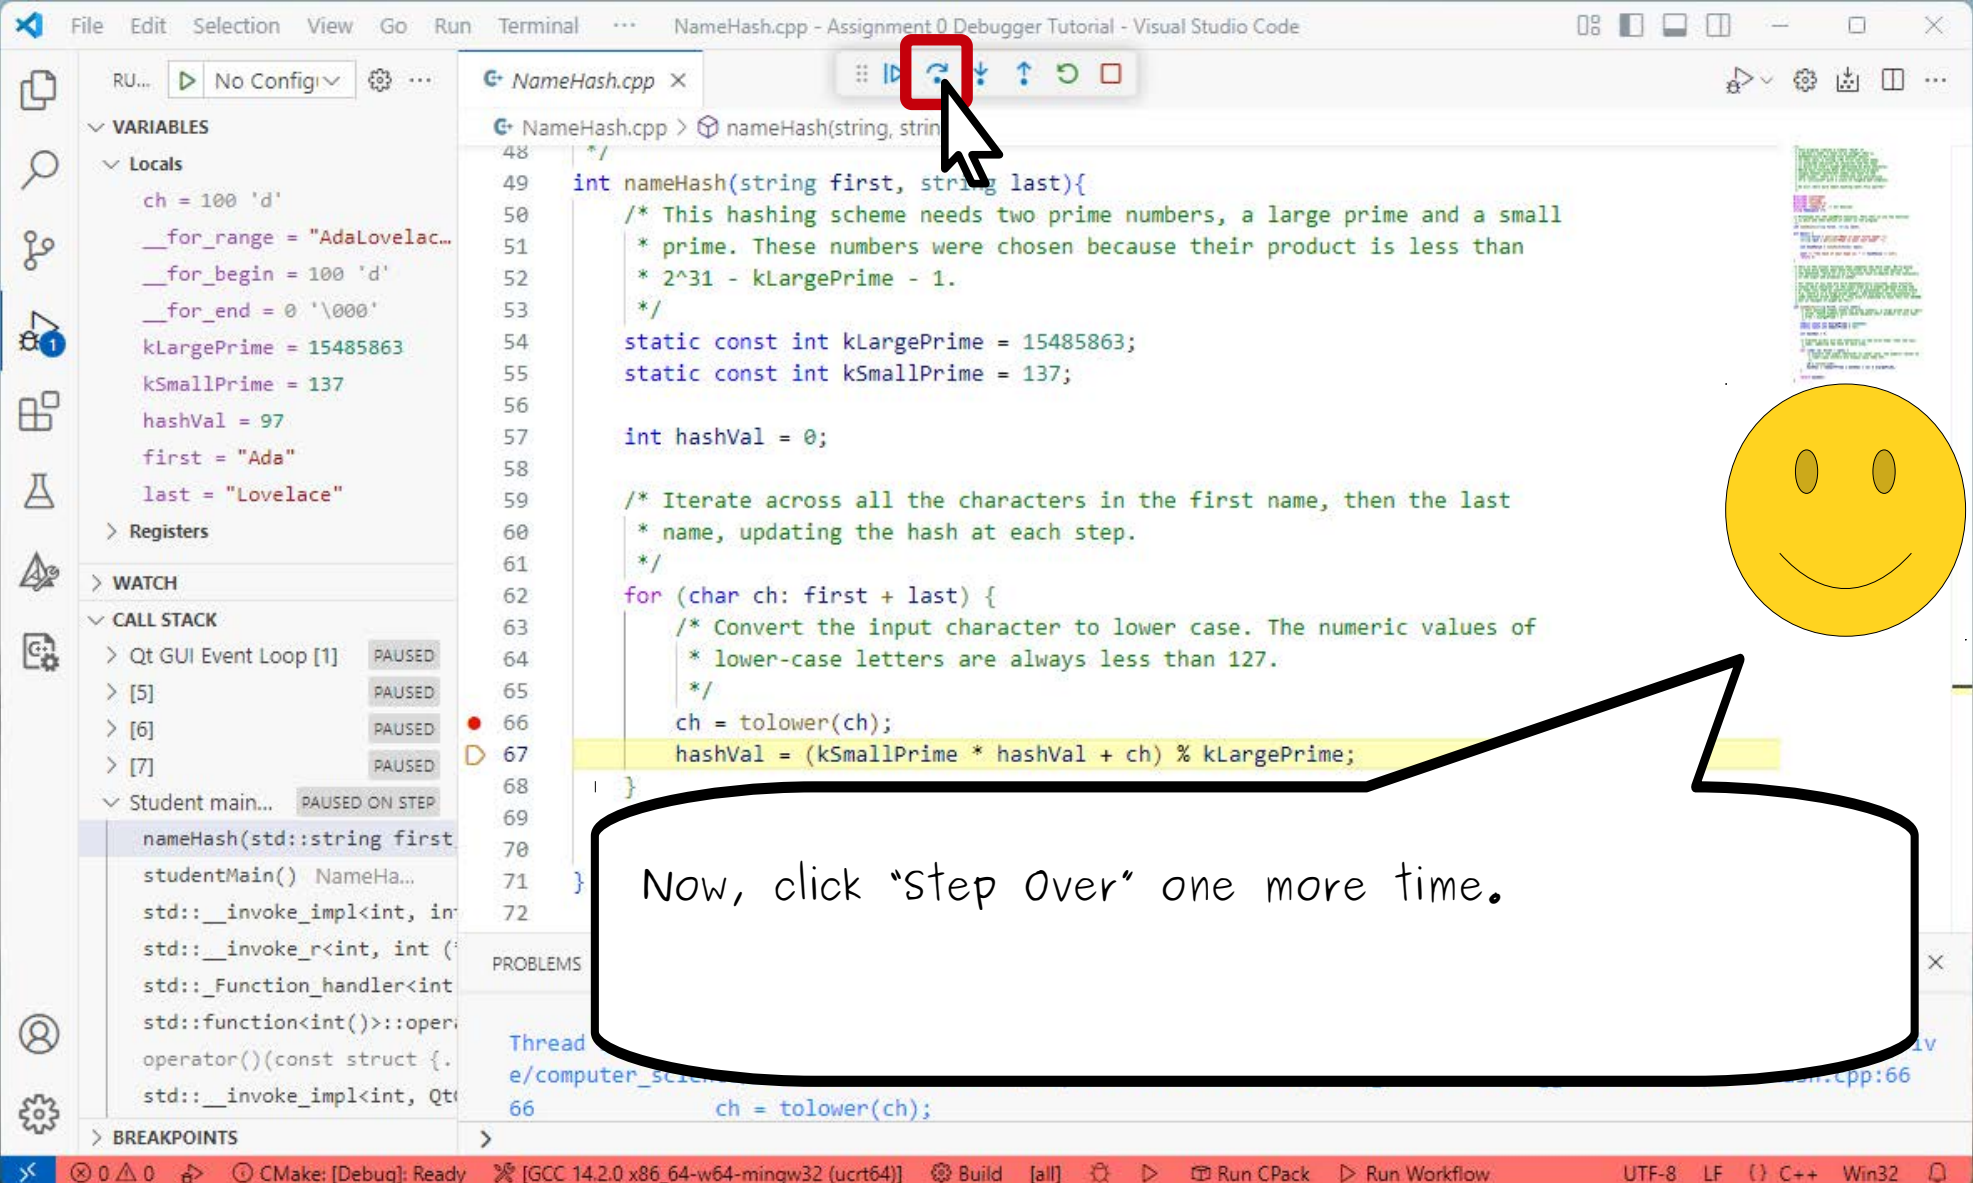 File Edit Selection View Go Run Terminal ··· NameHash.cpp - Assignment 0 Debugger Tutorial - Visual Studio Code
RU... No Config ···
NameHash.cpp
NameHash.cpp > nameHash(string, strin
VARIABLES
Locals
ch = 100 'd'
__for_range = "AdaLovelac…
__for_begin = 100 'd'
__for_end = 0 '\000'
kLargePrime = 15485863
kSmallPrime = 137
hashVal = 97
first = "Ada"
last = "Lovelace"
Registers
WATCH
CALL STACK
Qt GUI Event Loop [1] PAUSED
[5] PAUSED
[6] PAUSED
[7] PAUSED
Student main... PAUSED ON STEP
nameHash(std::string first
studentMain() NameHa...
std::__invoke_impl<int, in
std::__invoke_r<int, int (
std::_Function_handler<int
std::function<int()>::oper
operator()(const struct {.
std::__invoke_impl<int, Qt
BREAKPOINTS
48 */
49 int nameHash(string first, string last){
50 /* This hashing scheme needs two prime numbers, a large prime and a small
51 * prime. These numbers were chosen because their product is less than
52 * 2^31 - kLargePrime - 1.
53 */
54 static const int kLargePrime = 15485863;
55 static const int kSmallPrime = 137;
56
57 int hashVal = 0;
58
59 /* Iterate across all the characters in the first name, then the last
60 * name, updating the hash at each step.
61 */
62 for (char ch: first + last) {
63 /* Convert the input character to lower case. The numeric values of
64 * lower-case letters are always less than 127.
65 */
66 ch = tolower(ch);
67 hashVal = (kSmallPrime * hashVal + ch) % kLargePrime;
68 }
69
70
71 }
72
Now, click "Step Over" one more time.
PROBLEMS
Thread
e/computer_ .cpp:66
66 ch = tolower(ch);
>
0 0 CMake: [Debug]: Ready [GCC 14.2.0 x86_64-w64-mingw32 (ucrt64)] Build [all] Run CPack Run Workflow UTF-8 LF {} C++ Win32